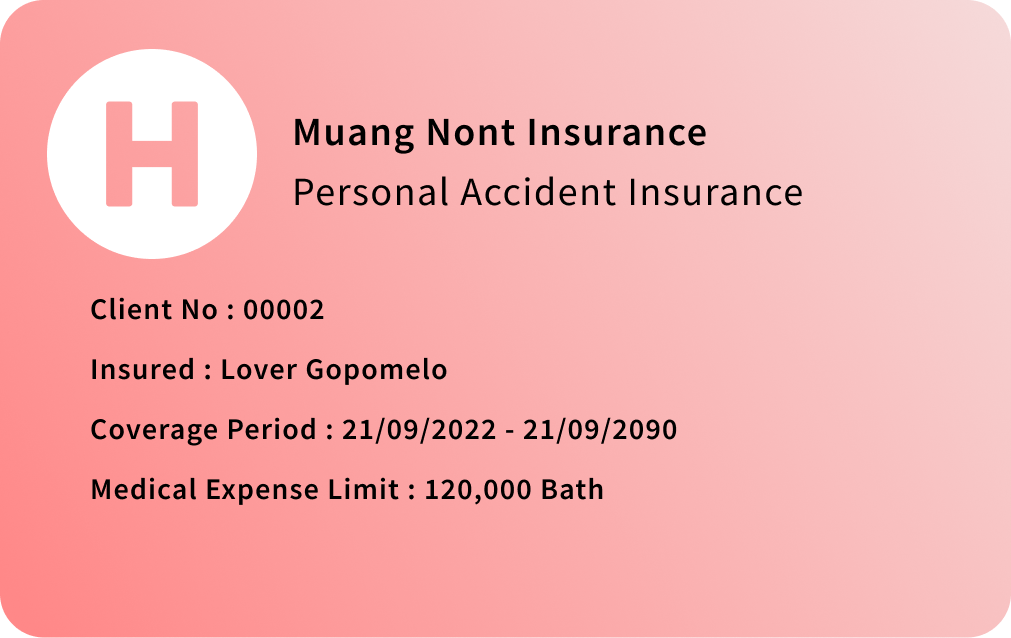 H
Muang Nont Insurance
Personal Accident Insurance
Client No : 00002
Insured : Lover Gopomelo
Coverage Period : 21/09/2022 - 21/09/2090
Medical Expense Limit : 120,000 Bath